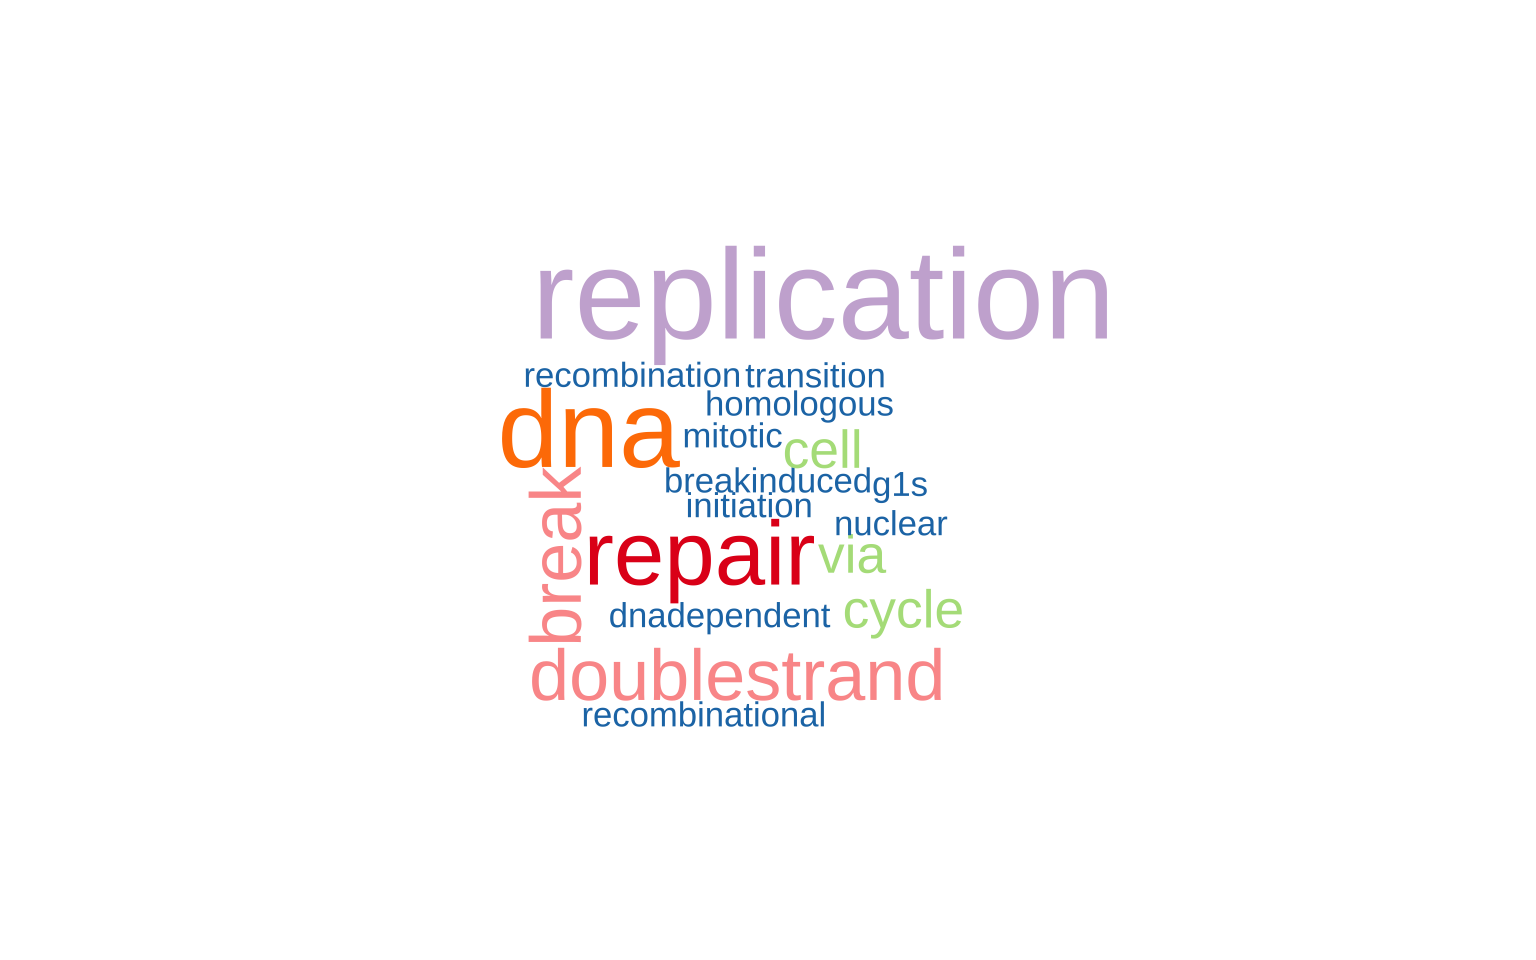 replication
recombination transition
homologous
dna mitotic cell
breakinduced g1s
initiation
nuclear
break repair via
dnadependent cycle
doublestrand
recombinational